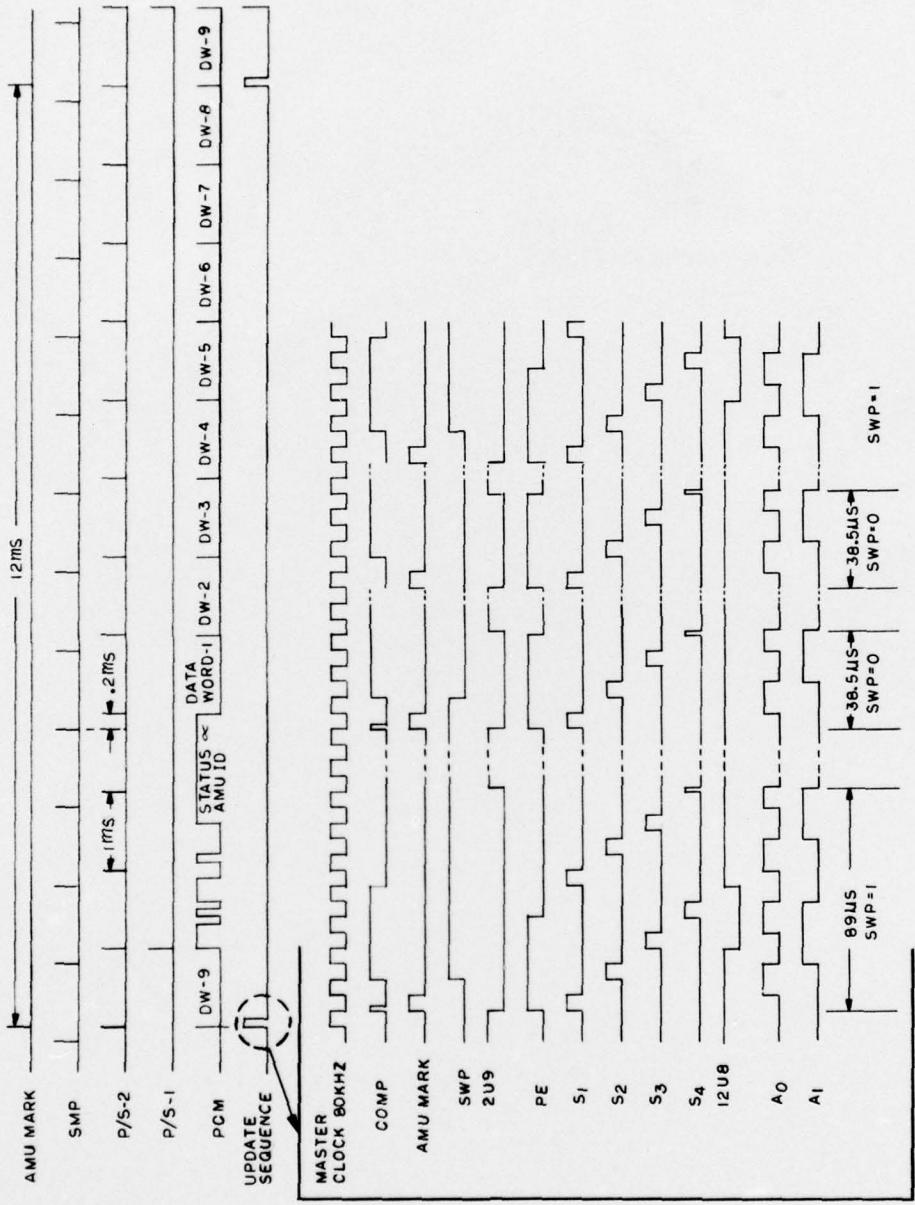 12mS
AMU MARK
SMP
P/S-2
1mS
.2mS
P/S-1
PCM
DW-9
STATUS ∝
AMU ID
DATA
WORD-1
DW-2
DW-3
DW-4
DW-5
DW-6
DW-7
DW-8
DW-9
UPDATE
SEQUENCE
MASTER
CLOCK 80KHZ
COMP
AMU MARK
SWP
2U9
PE
S1
S2
S3
S4
12U8
A0
A1
89µS
SWP=1
38.5µS
SWP=0
38.5µS
SWP=0
SWP=1